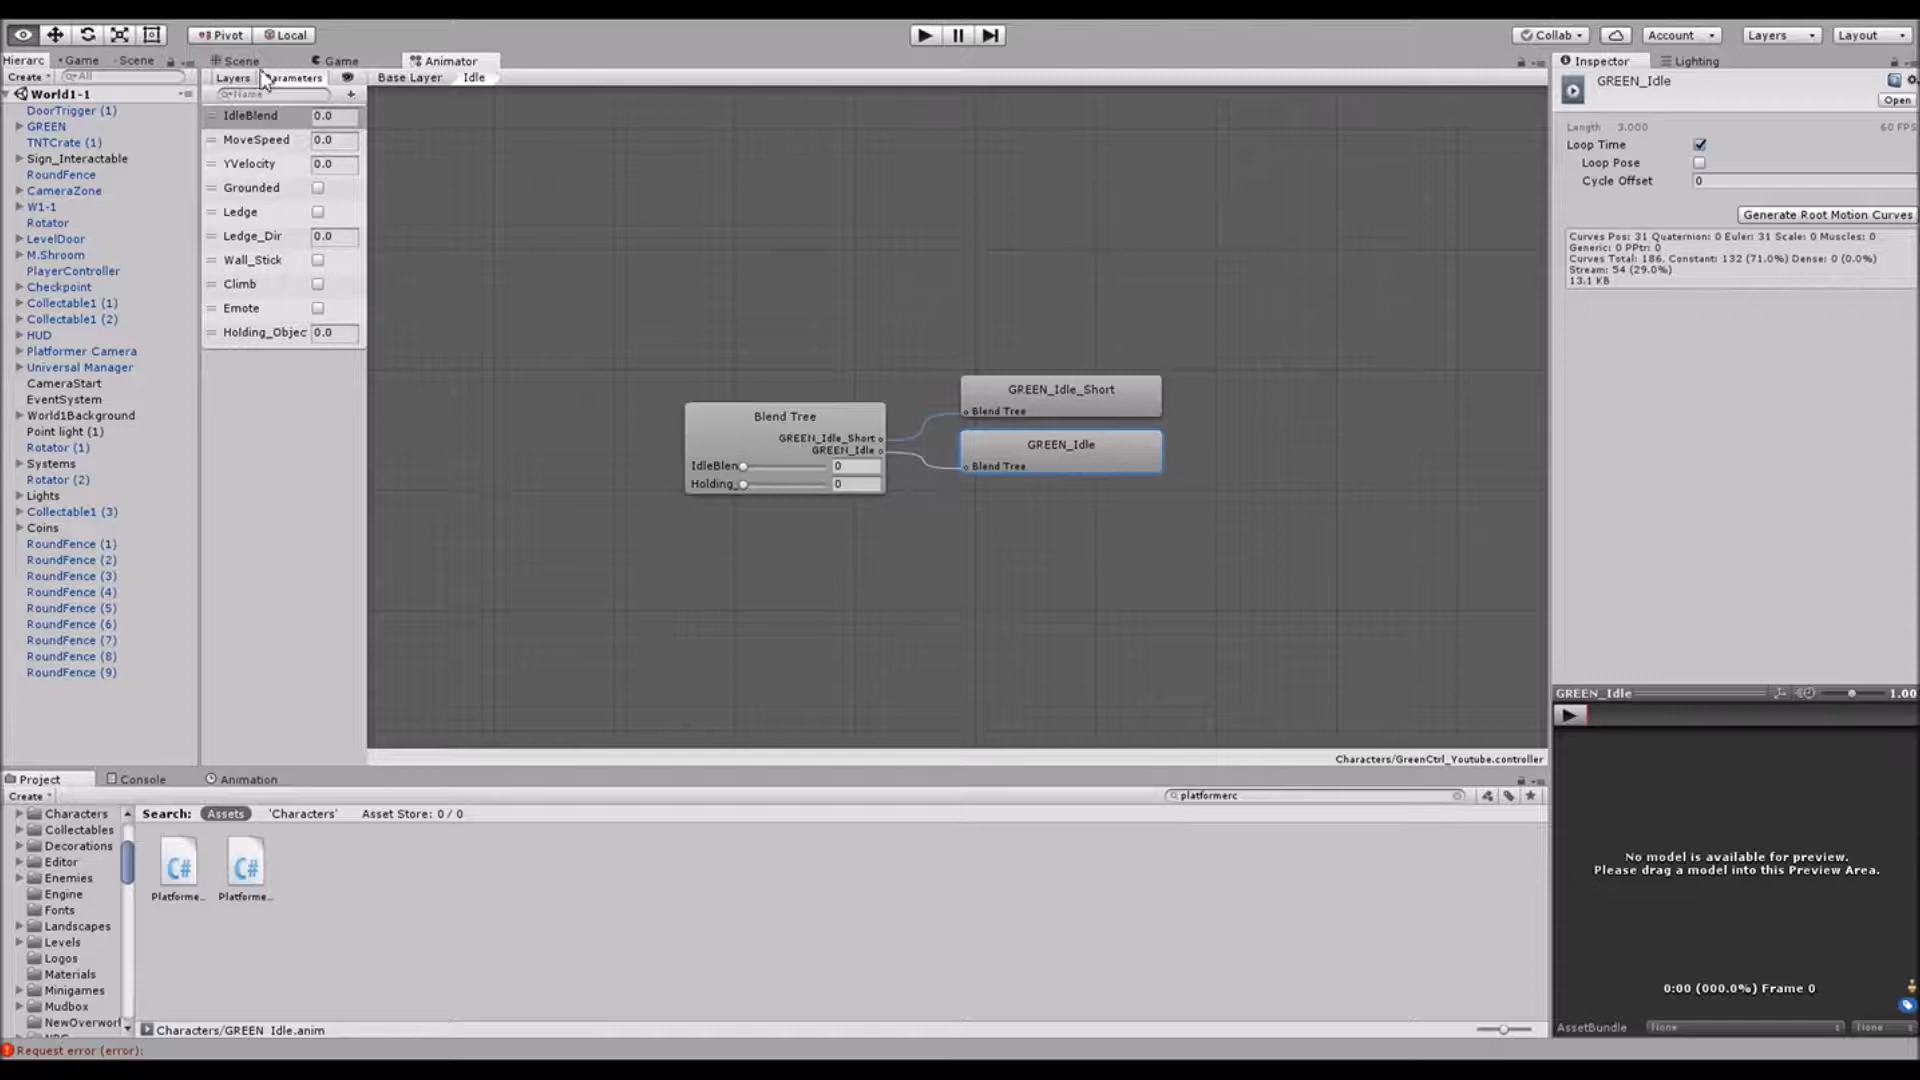 Pivot Local Collab Account Layers Layout
Hierarc Game Scene Scene Game Animator Inspector Lighting
Create All Layers Parameters Base Layer Idle GREEN_Idle
Name Open
World1-1
DoorTrigger (1)
GREEN
TNTCrate (1)
Sign_Interactable
RoundFence
CameraZone
W1-1
Rotator
LevelDoor
M.Shroom
PlayerController
Checkpoint
Collectable1 (1)
Collectable1 (2)
HUD
Platformer Camera
Universal Manager
CameraStart
EventSystem
World1Background
Point light (1)
Rotator (1)
Systems
Rotator (2)
Lights
Collectable1 (3)
Coins
RoundFence (1)
RoundFence (2)
RoundFence (3)
RoundFence (4)
RoundFence (5)
RoundFence (6)
RoundFence (7)
RoundFence (8)
RoundFence (9)
IdleBlend 0.0
MoveSpeed 0.0
YVelocity 0.0
Grounded
Ledge
Ledge_Dir 0.0
Wall_Stick
Climb
Emote
Holding_Objec 0.0
Blend Tree
GREEN_Idle_Short
GREEN_Idle
IdleBlen 0
Holding_ 0
GREEN_Idle_Short
Blend Tree
GREEN_Idle
Blend Tree
Characters/GreenCtrl_Youtube.controller
Length 3.000 60 FPS
Loop Time
Loop Pose
Cycle Offset 0
Generate Root Motion Curves
Curves Pos: 31 Quaternion: 0 Euler: 31 Scale: 0 Muscles: 0
Generic: 0 PPtr: 0
Curves Total: 186, Constant: 132 (71.0%) Dense: 0 (0.0%)
Stream: 54 (29.0%)
13.1 KB
GREEN_Idle 1.00
No model is available for preview.
Please drag a model into this Preview Area.
0:00 (000.0%) Frame 0
AssetBundle None None
Project Console Animation
Create platformerc
Search: Assets 'Characters' Asset Store: 0 / 0
Characters
Collectables
Decorations
Editor
Enemies
Engine
Fonts
Landscapes
Levels
Logos
Materials
Minigames
Mudbox
NewOverworl
C# C#
Platforme... Platforme...
Characters/GREEN_Idle.anim
Request error (error):